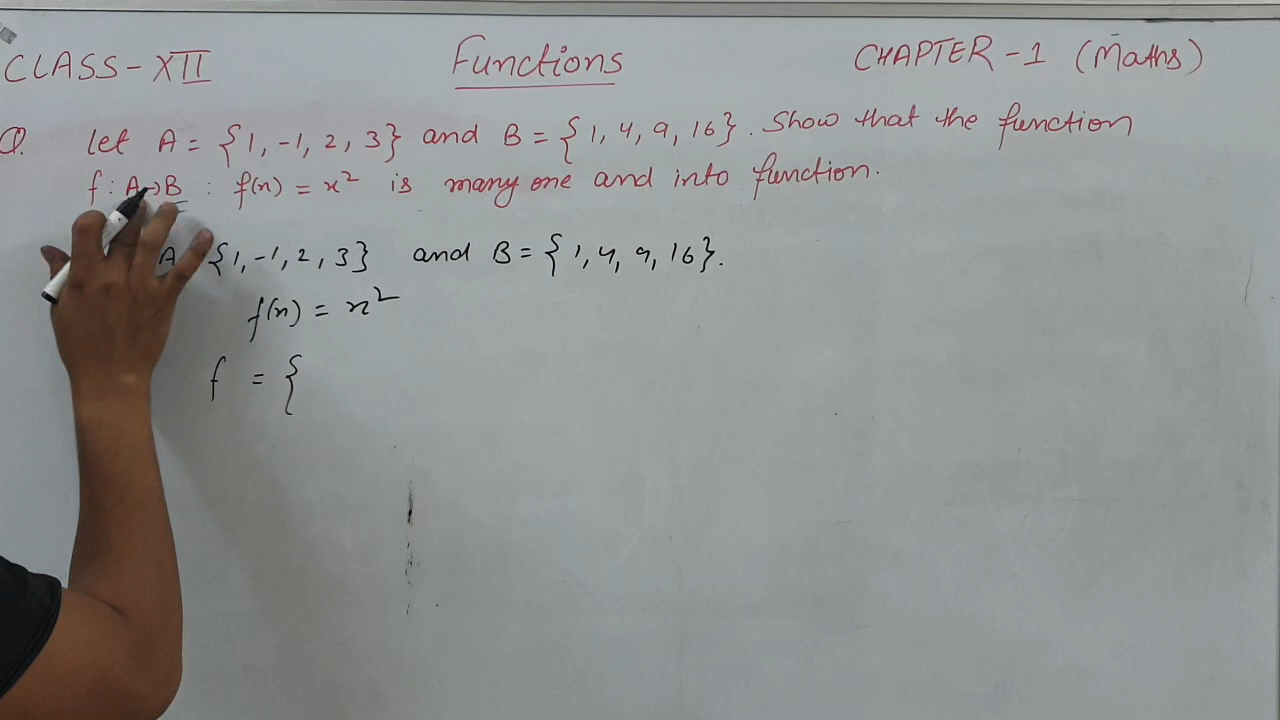 CLASS-XII Functions CHAPTER-1 (Maths)
Q. let A = {1, -1, 2, 3} and B = {1, 4, 9, 16}. Show that the function
f : A→B : f(x) = x² is many one and into function.
A {1, -1, 2, 3} and B = {1, 4, 9, 16}.
f(x) = x²
f = {